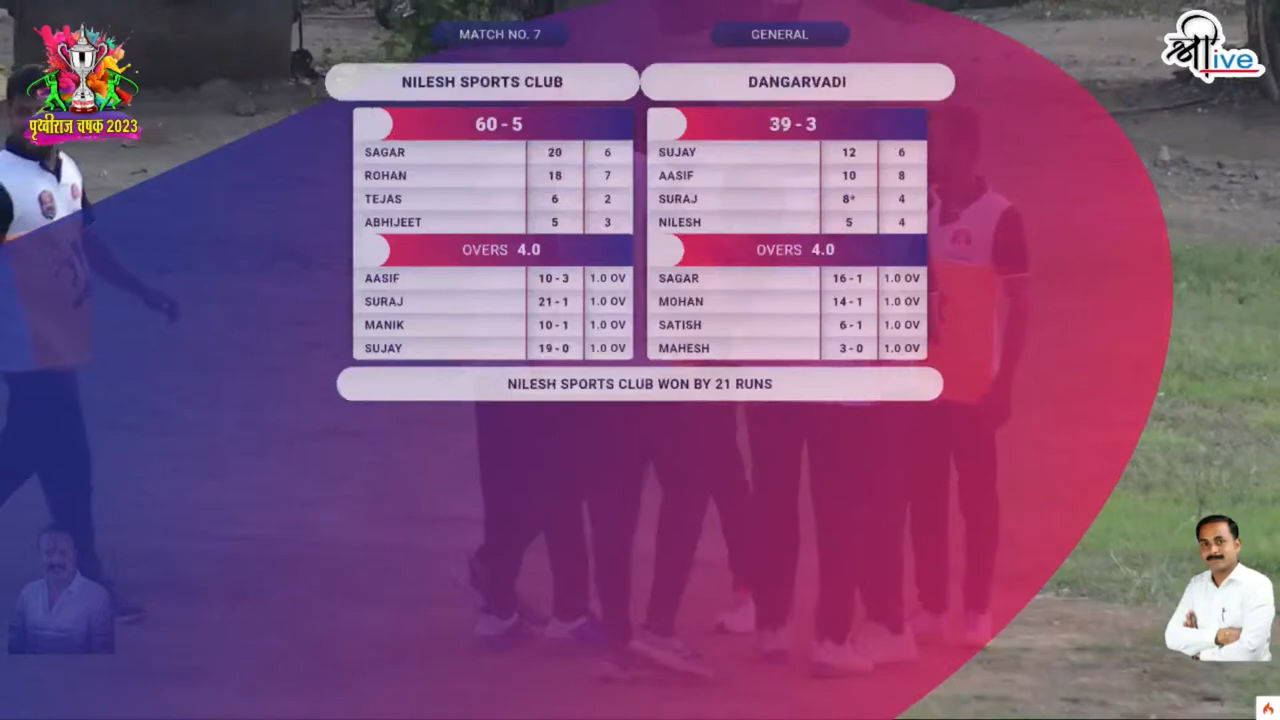 MATCH NO. 7
GENERAL
श्री live
पृथ्वीराज चषक 2023
NILESH SPORTS CLUB
DANGARVADI
60 - 5
SAGAR 20 6
ROHAN 18 7
TEJAS 6 2
ABHIJEET 5 3
OVERS 4.0
AASIF 10 - 3 1.0 OV
SURAJ 21 - 1 1.0 OV
MANIK 10 - 1 1.0 OV
SUJAY 19 - 0 1.0 OV
39 - 3
SUJAY 12 6
AASIF 10 8
SURAJ 8* 4
NILESH 5 4
OVERS 4.0
SAGAR 16 - 1 1.0 OV
MOHAN 14 - 1 1.0 OV
SATISH 6 - 1 1.0 OV
MAHESH 3 - 0 1.0 OV
NILESH SPORTS CLUB WON BY 21 RUNS